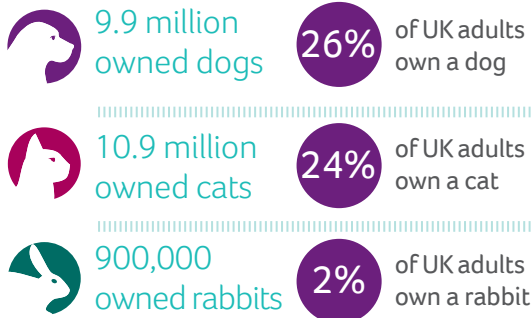 9.9 million
owned dogs
26%
of UK adults
own a dog
10.9 million
owned cats
24%
of UK adults
own a cat
900,000
owned rabbits
2%
of UK adults
own a rabbit